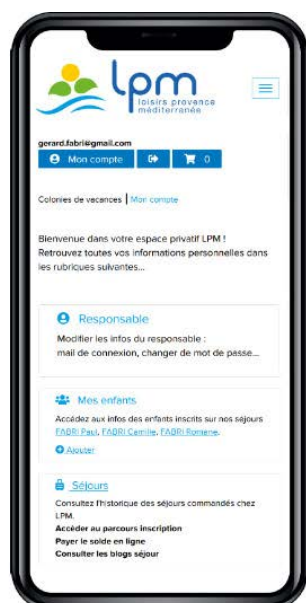 lpm
loisirs provence
méditerranée
gerard.fabri@gmail.com
Mon compte
0
Colonies de vacances | Mon compte
Bienvenue dans votre espace privatif LPM !
Retrouvez toutes vos informations personnelles dans
les rubriques suivantes...
Responsable
Modifier les infos du responsable :
mail de connexion, changer de mot de passe...
Mes enfants
Accédez aux infos des enfants inscrits sur nos séjours
FABRI Paul, FABRI Camille, FABRI Romane,
Ajouter
Séjours
Consultez l'historique des séjours commandés chez
LPM.
Accéder au parcours inscription
Payer le solde en ligne
Consulter les blogs séjour